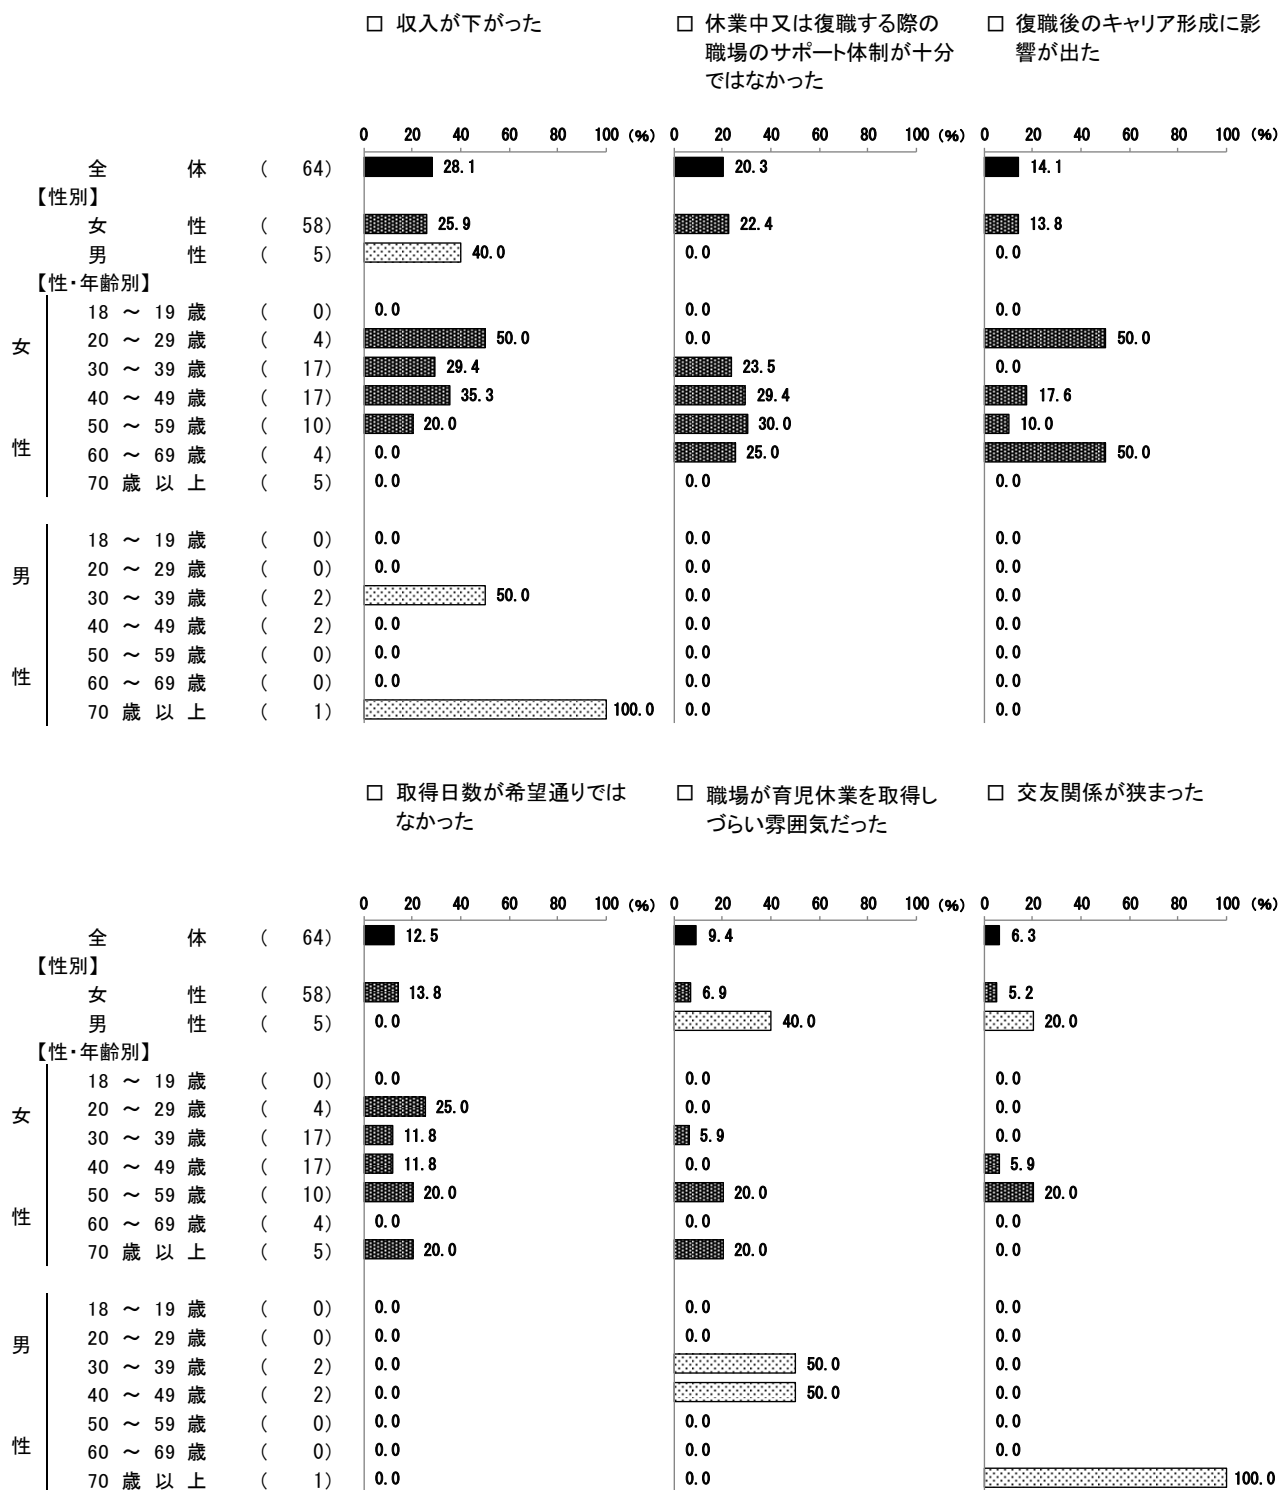 □ 収入が下がった
□ 休業中又は復職する際の
職場のサポート体制が十分
ではなかった
□ 復職後のキャリア形成に影
響が出た
0 20 40 60 80 100 (%) 0 20 40 60 80 100 (%) 0 20 40 60 80 100 (%)
全 体 ( 64) 28.1 20.3 14.1
【性別】
女 性 ( 58) 25.9 22.4 13.8
男 性 ( 5) 40.0 0.0 0.0
【性・年齢別】
女性
18 ～ 19 歳 ( 0) 0.0 0.0 0.0
20 ～ 29 歳 ( 4) 50.0 0.0 50.0
30 ～ 39 歳 ( 17) 29.4 23.5 0.0
40 ～ 49 歳 ( 17) 35.3 29.4 17.6
50 ～ 59 歳 ( 10) 20.0 30.0 10.0
60 ～ 69 歳 ( 4) 0.0 25.0 50.0
70 歳 以 上 ( 5) 0.0 0.0 0.0
男性
18 ～ 19 歳 ( 0) 0.0 0.0 0.0
20 ～ 29 歳 ( 0) 0.0 0.0 0.0
30 ～ 39 歳 ( 2) 50.0 0.0 0.0
40 ～ 49 歳 ( 2) 0.0 0.0 0.0
50 ～ 59 歳 ( 0) 0.0 0.0 0.0
60 ～ 69 歳 ( 0) 0.0 0.0 0.0
70 歳 以 上 ( 1) 100.0 0.0 0.0
□ 取得日数が希望通りでは
なかった
□ 職場が育児休業を取得し
づらい雰囲気だった
□ 交友関係が狭まった
0 20 40 60 80 100 (%) 0 20 40 60 80 100 (%) 0 20 40 60 80 100 (%)
全 体 ( 64) 12.5 9.4 6.3
【性別】
女 性 ( 58) 13.8 6.9 5.2
男 性 ( 5) 0.0 40.0 20.0
【性・年齢別】
女性
18 ～ 19 歳 ( 0) 0.0 0.0 0.0
20 ～ 29 歳 ( 4) 25.0 0.0 0.0
30 ～ 39 歳 ( 17) 11.8 5.9 0.0
40 ～ 49 歳 ( 17) 11.8 0.0 5.9
50 ～ 59 歳 ( 10) 20.0 20.0 20.0
60 ～ 69 歳 ( 4) 0.0 0.0 0.0
70 歳 以 上 ( 5) 20.0 20.0 0.0
男性
18 ～ 19 歳 ( 0) 0.0 0.0 0.0
20 ～ 29 歳 ( 0) 0.0 0.0 0.0
30 ～ 39 歳 ( 2) 0.0 50.0 0.0
40 ～ 49 歳 ( 2) 0.0 50.0 0.0
50 ～ 59 歳 ( 0) 0.0 0.0 0.0
60 ～ 69 歳 ( 0) 0.0 0.0 0.0
70 歳 以 上 ( 1) 0.0 0.0 100.0